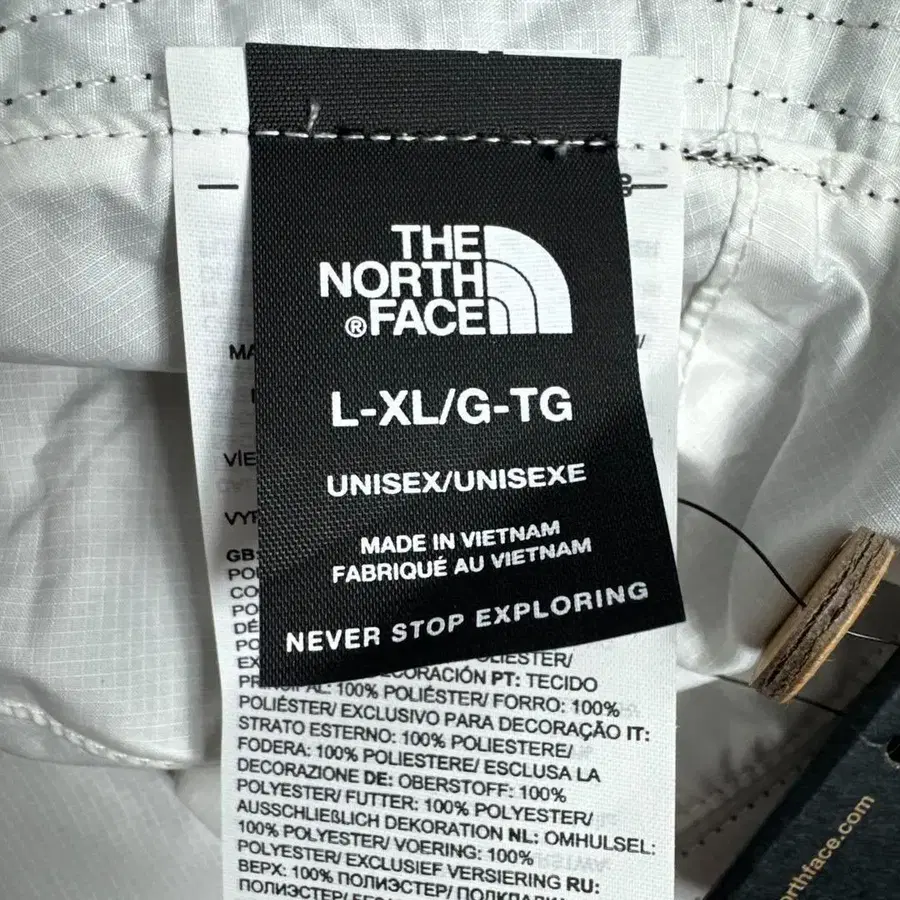 THE
NORTH
®FACE
L-XL/G-TG
UNISEX/UNISEXE
MADE IN VIETNAM
FABRIQUÉ AU VIETNAM
NEVER STOP EXPLORING
GB:
PT: TECIDO
PRINCIPAL: 100% POLIÉSTER/ FORRO: 100%
POLIÉSTER/ EXCLUSIVO PARA DECORAÇÃO IT:
STRATO ESTERNO: 100% POLIESTERE/
FODERA: 100% POLIESTERE/ ESCLUSA LA
DECORAZIONE DE: OBERSTOFF: 100%
POLYESTER/ FUTTER: 100% POLYESTER/
AUSSCHLIEßLICH DEKORATION NL: OMHULSEL:
100% POLYESTER/ VOERING: 100%
POLYESTER/ EXCLUSIEF VERSIERING RU:
ВЕРХ: 100% ПОЛИЭСТЕР/
orthface.com